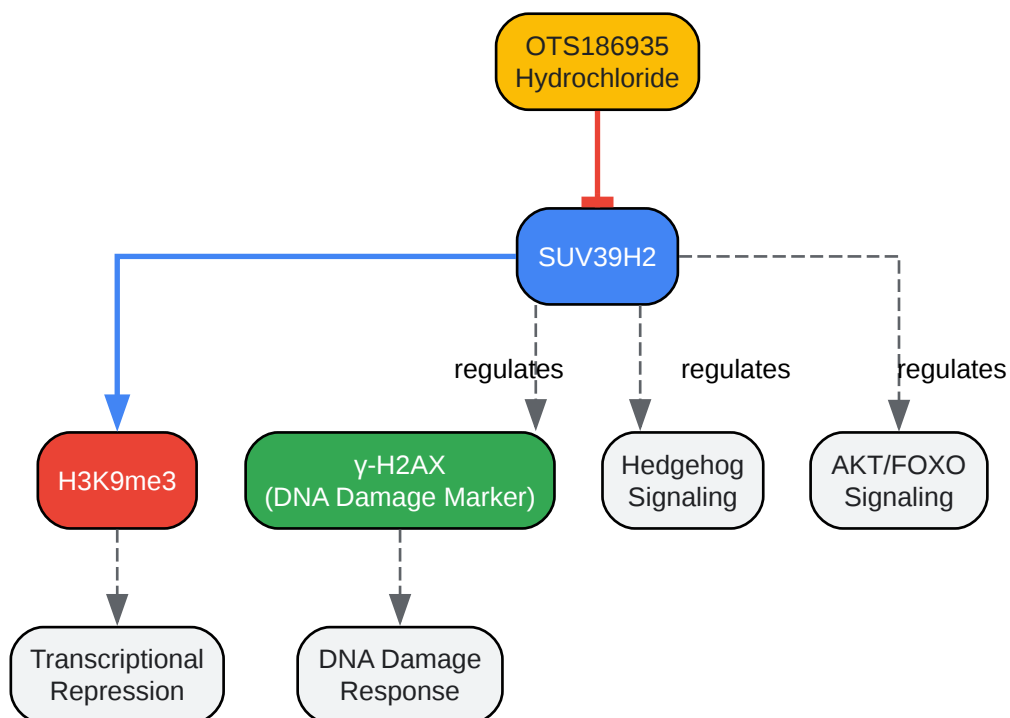 OTS186935
Hydrochloride
SUV39H2
regulates
regulates
regulates
H3K9me3
γ-H2AX
(DNA Damage Marker)
Hedgehog
Signaling
AKT/FOXO
Signaling
Transcriptional
Repression
DNA Damage
Response